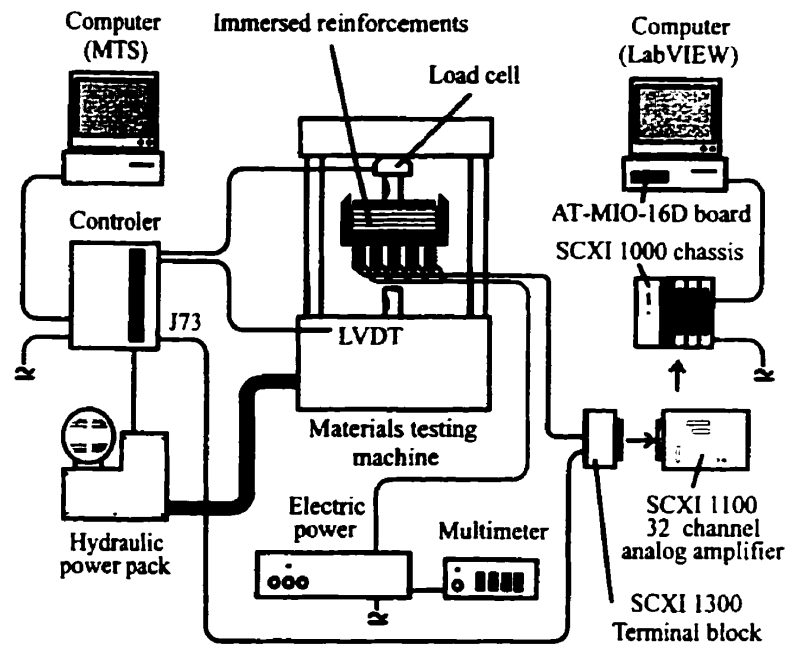 Computer
(MTS)
Immersed reinforcements
Load cell
Computer
(LabVIEW)
AT-MIO-16D board
SCXI 1000 chassis
Controler
J73
LVDT
Materials testing
machine
Hydraulic
power pack
Electric
power
Multimeter
SCXI 1100
32 channel
analog amplifier
SCXI 1300
Terminal block